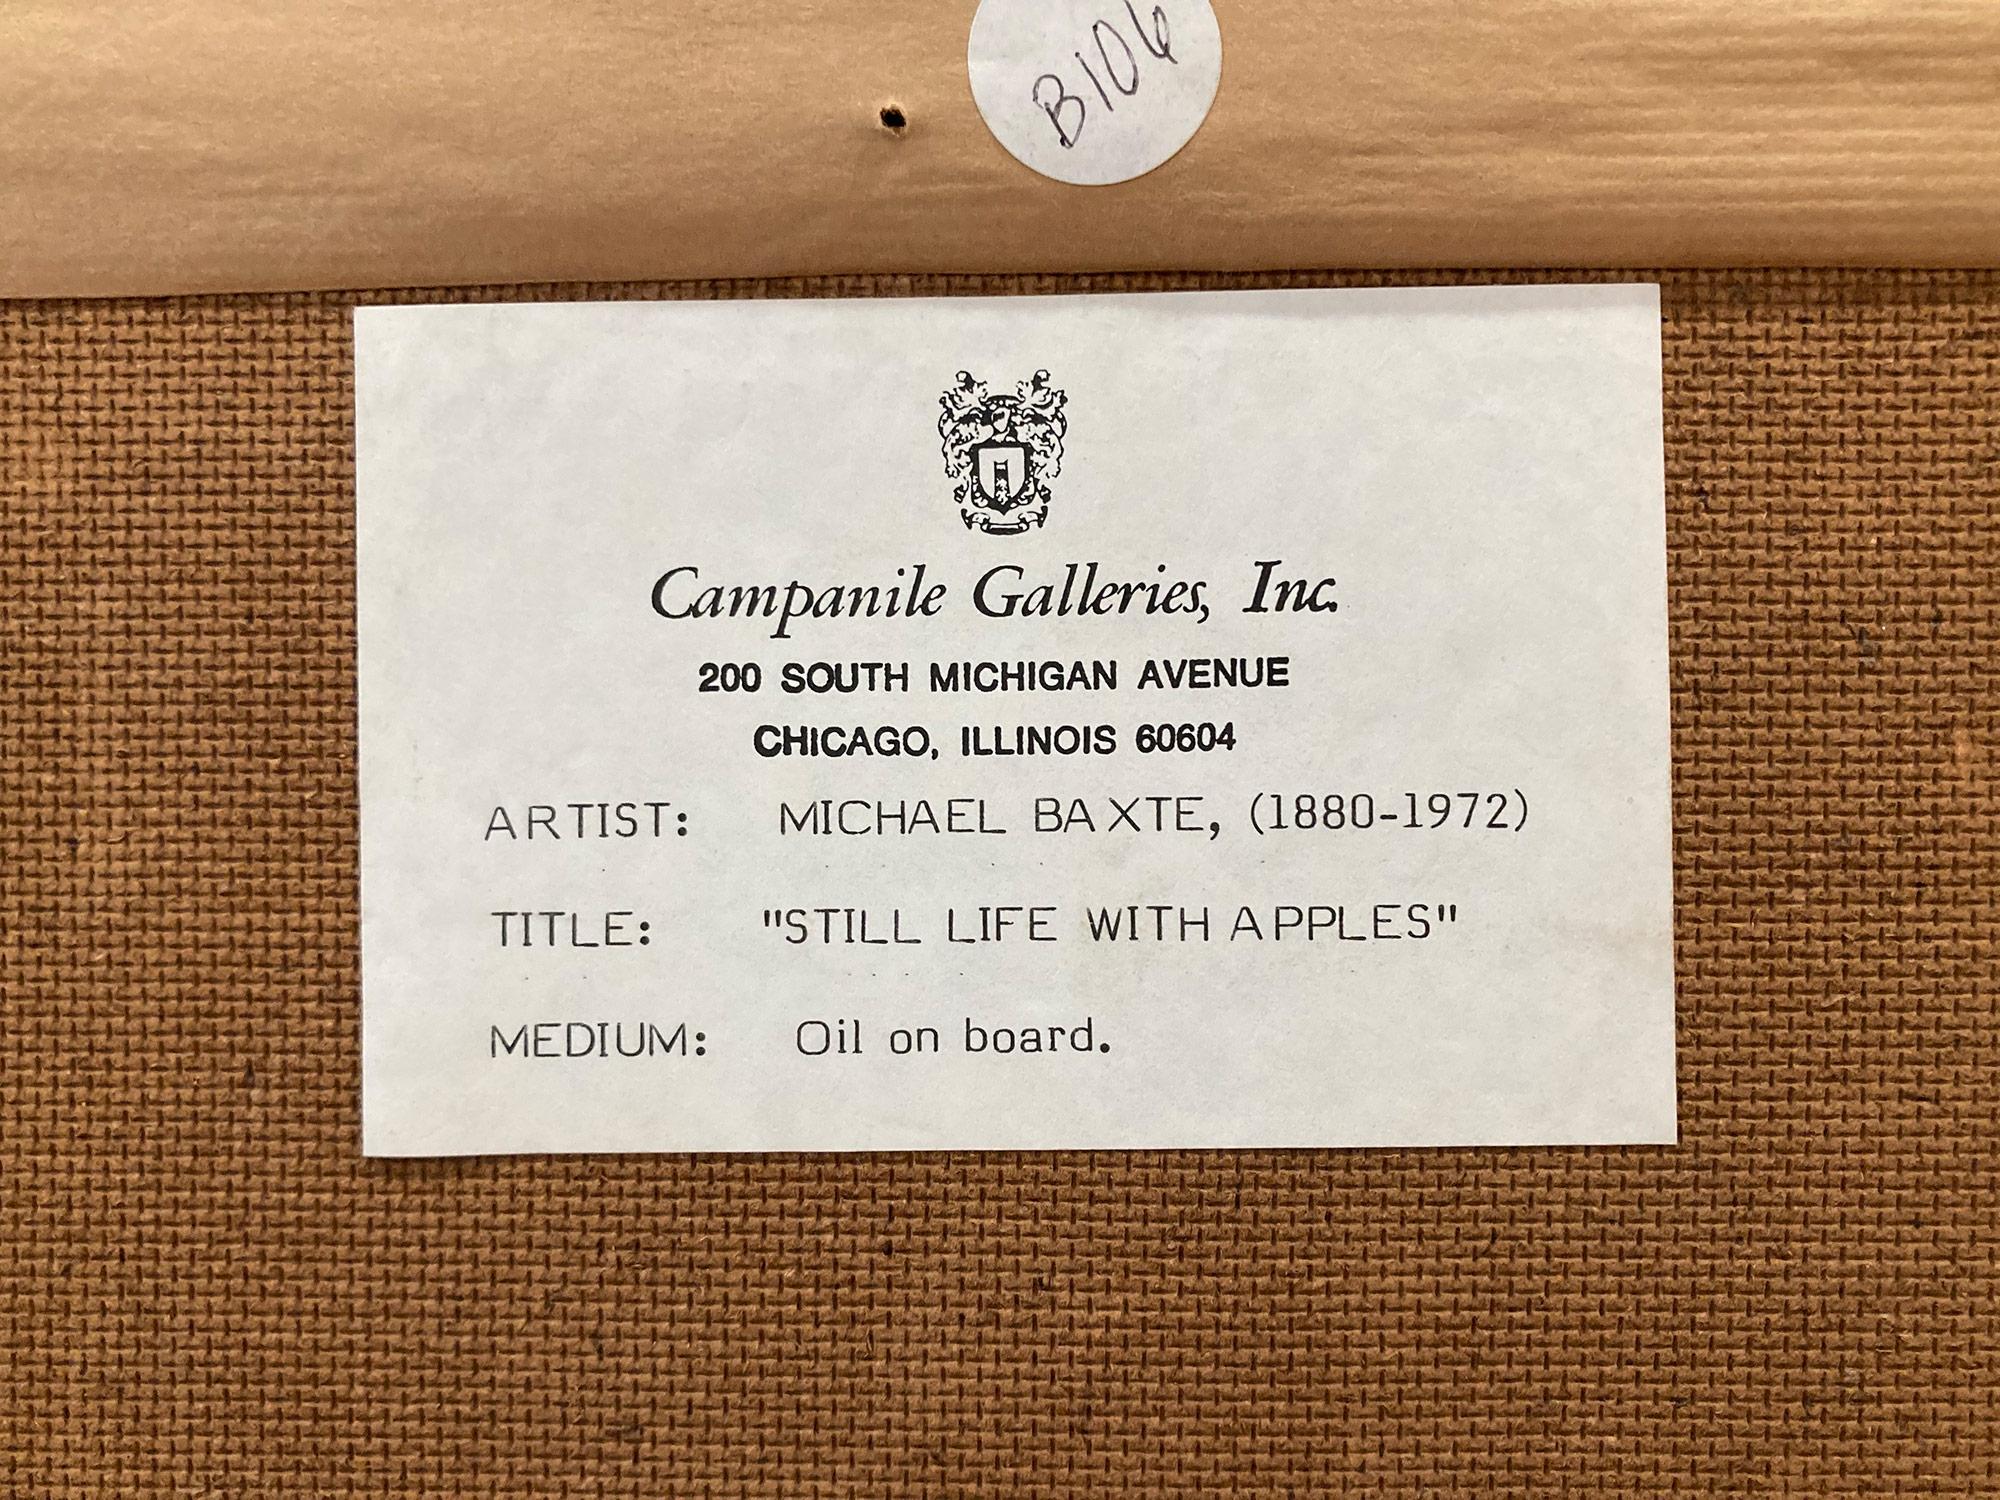 B106
Campanile Galleries, Inc.
200 SOUTH MICHIGAN AVENUE
CHICAGO, ILLINOIS 60604
ARTIST: MICHAEL BAXTE, (1880-1972)
TITLE: "STILL LIFE WITH APPLES"
MEDIUM: Oil on board.